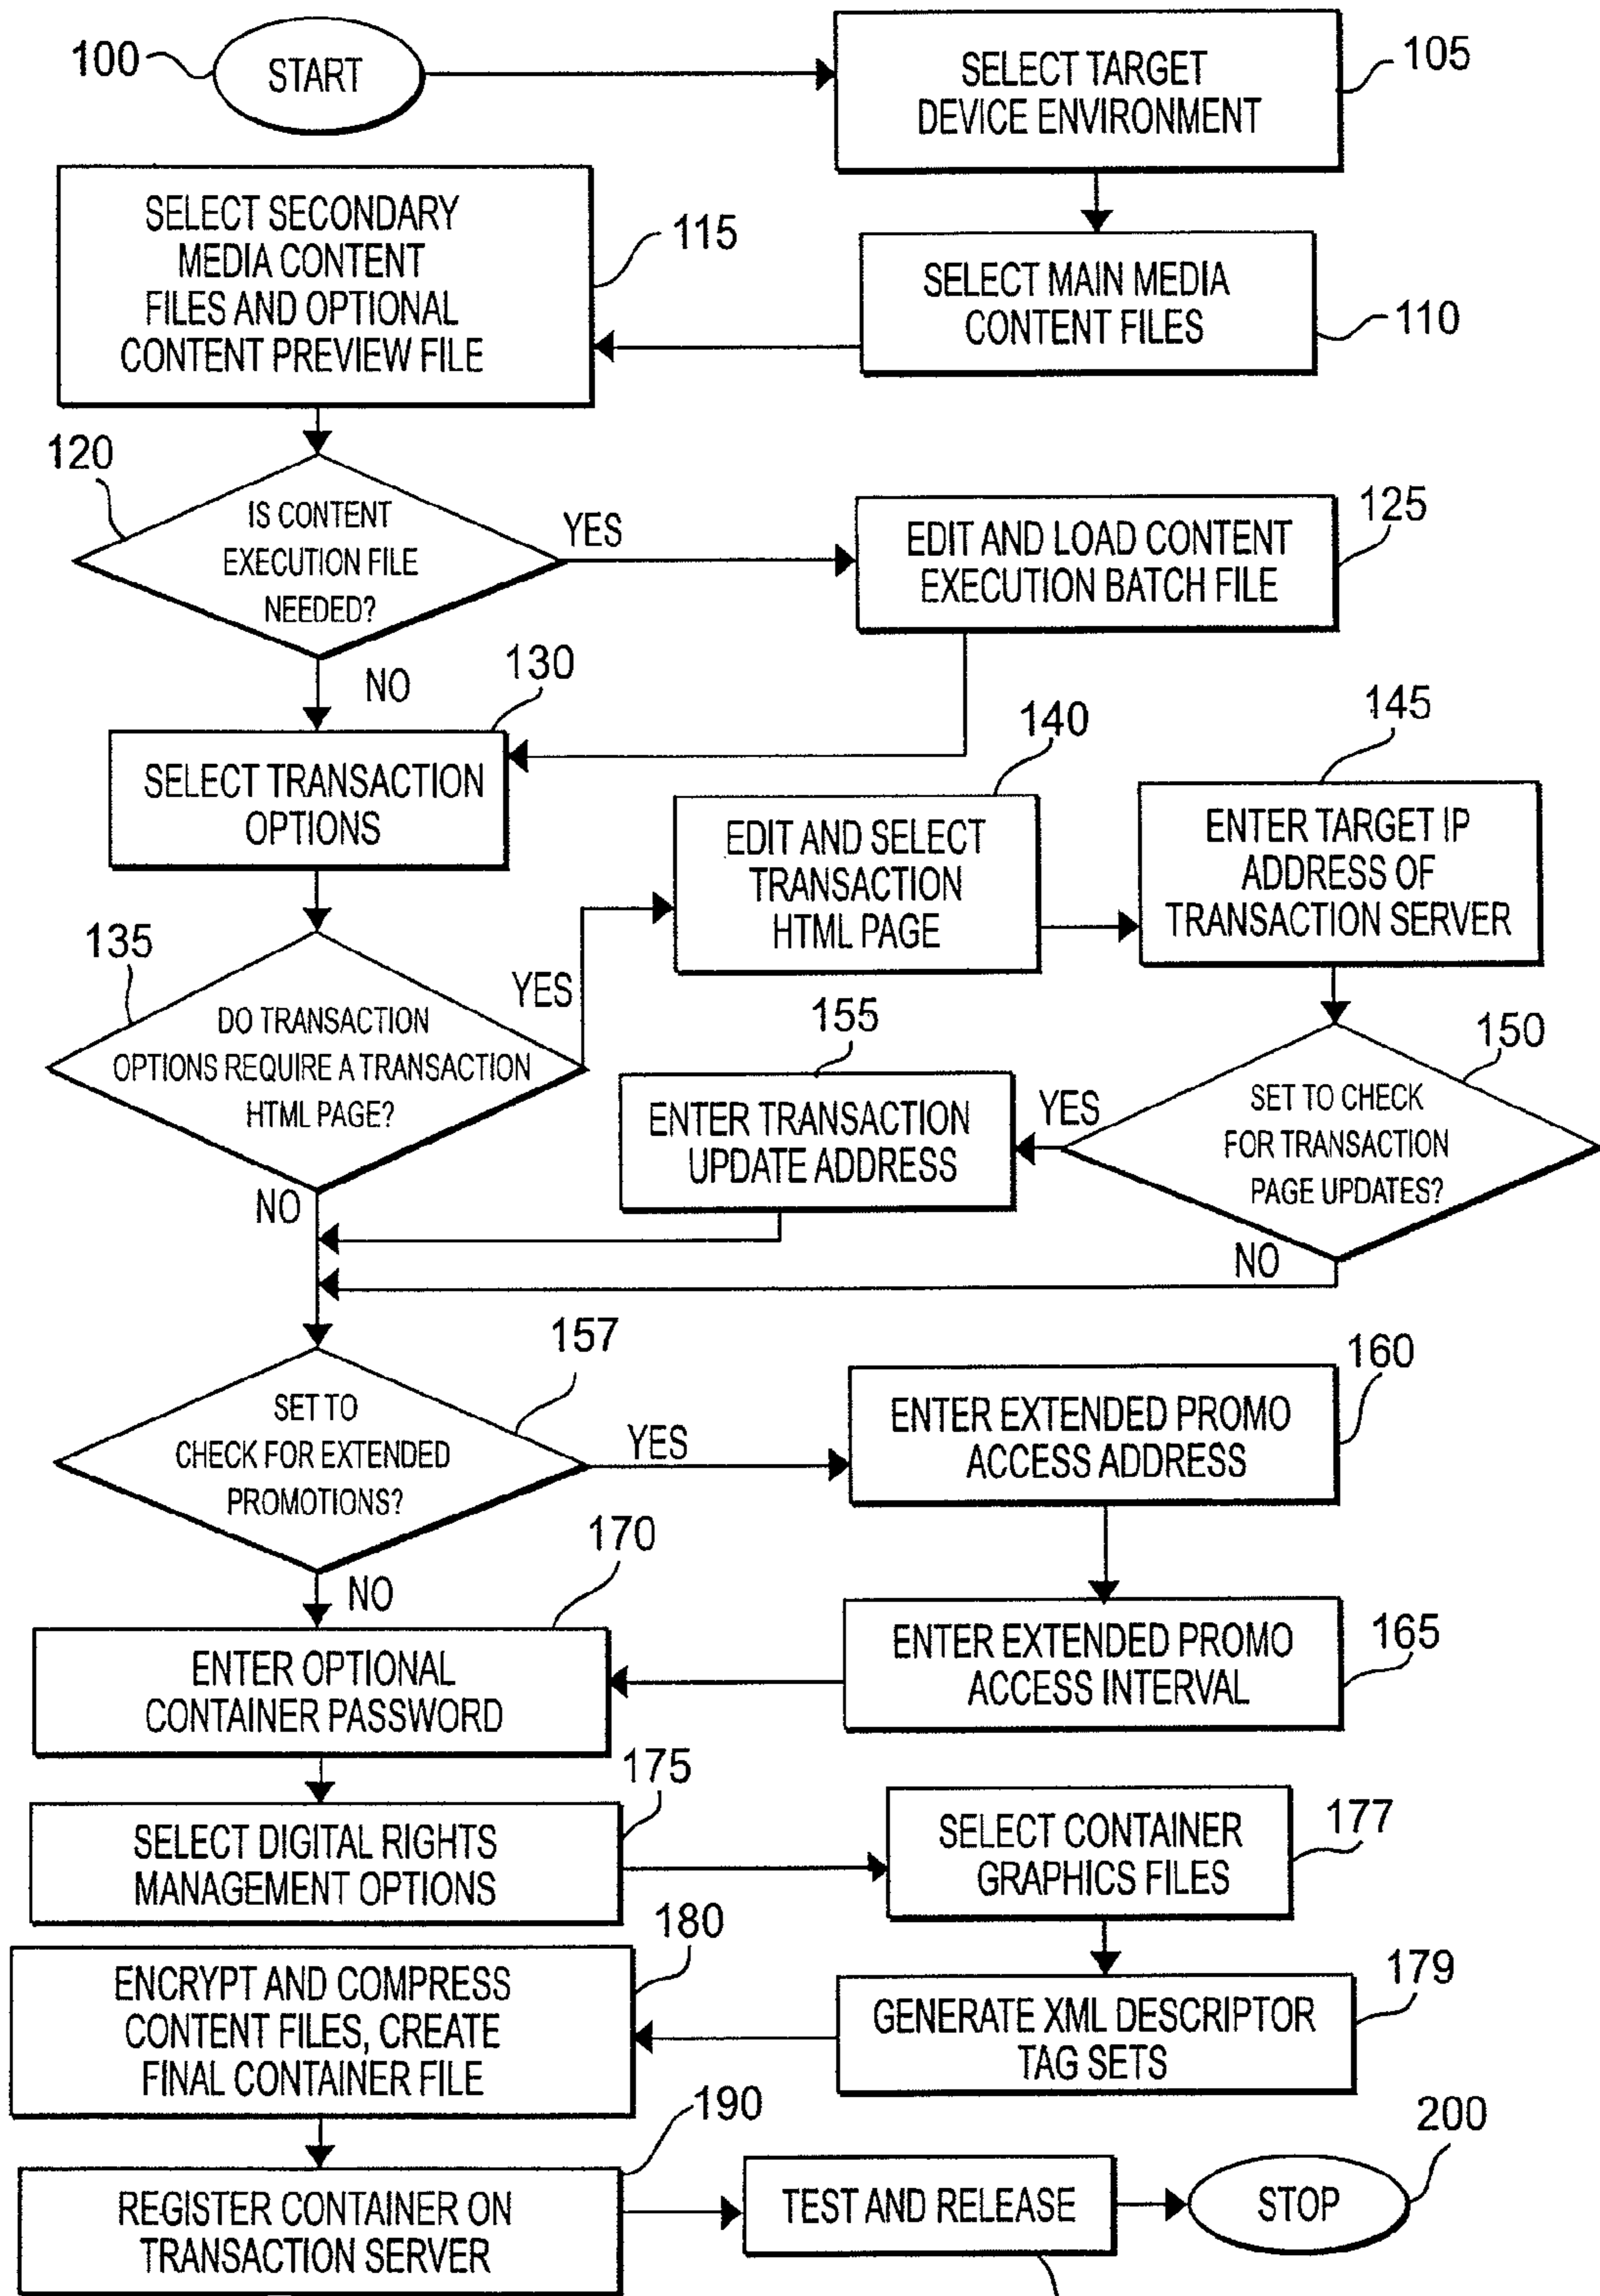 100
START
SELECT TARGET
DEVICE ENVIRONMENT
105
SELECT SECONDARY
MEDIA CONTENT
FILES AND OPTIONAL
CONTENT PREVIEW FILE
115
SELECT MAIN MEDIA
CONTENT FILES
110
120
IS CONTENT
EXECUTION FILE
NEEDED?
YES
EDIT AND LOAD CONTENT
EXECUTION BATCH FILE
125
NO
130
SELECT TRANSACTION
OPTIONS
140
EDIT AND SELECT
TRANSACTION
HTML PAGE
145
ENTER TARGET IP
ADDRESS OF
TRANSACTION SERVER
135
DO TRANSACTION
OPTIONS REQUIRE A TRANSACTION
HTML PAGE?
YES
NO
155
ENTER TRANSACTION
UPDATE ADDRESS
YES
150
SET TO CHECK
FOR TRANSACTION
PAGE UPDATES?
NO
157
SET TO
CHECK FOR EXTENDED
PROMOTIONS?
YES
160
ENTER EXTENDED PROMO
ACCESS ADDRESS
NO
170
ENTER OPTIONAL
CONTAINER PASSWORD
ENTER EXTENDED PROMO
ACCESS INTERVAL
165
175
SELECT DIGITAL RIGHTS
MANAGEMENT OPTIONS
SELECT CONTAINER
GRAPHICS FILES
177
180
ENCRYPT AND COMPRESS
CONTENT FILES, CREATE
FINAL CONTAINER FILE
GENERATE XML DESCRIPTOR
TAG SETS
179
190
REGISTER CONTAINER ON
TRANSACTION SERVER
TEST AND RELEASE
STOP
200